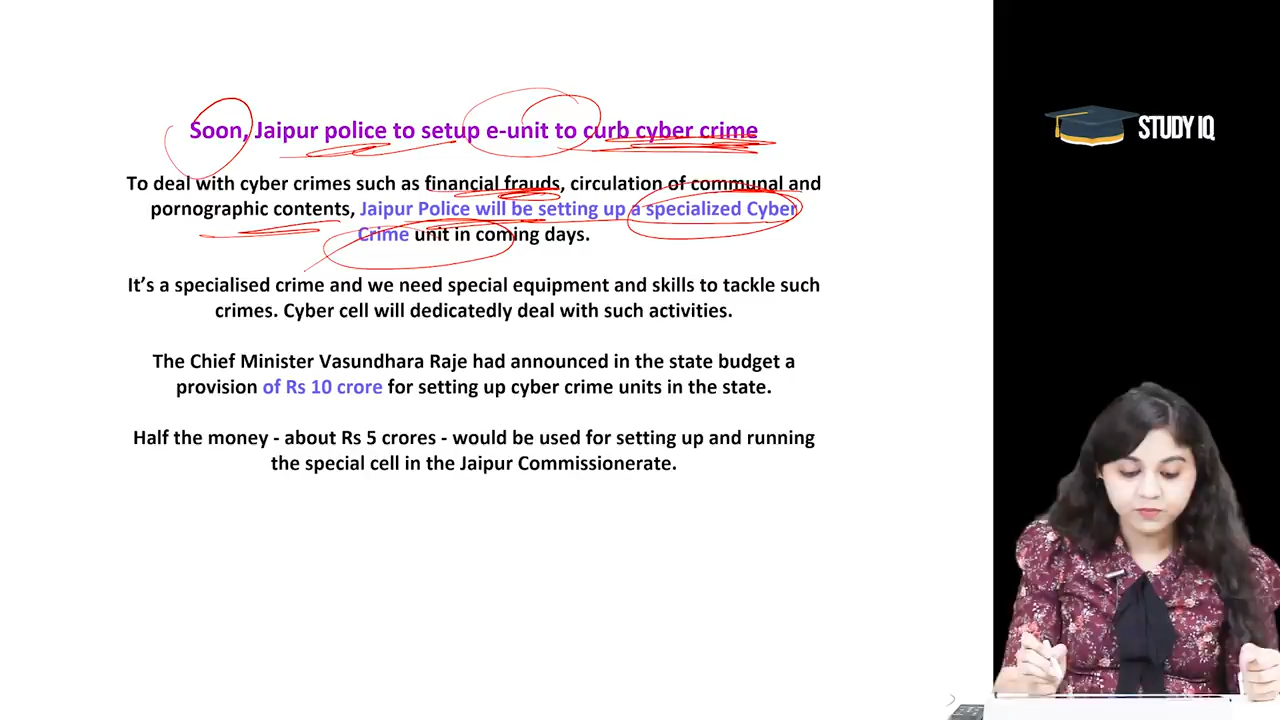 Soon, Jaipur police to setup e-unit to curb cyber crime
To deal with cyber crimes such as financial frauds, circulation of communal and
pornographic contents, Jaipur Police will be setting up a specialized Cyber
Crime unit in coming days.
It’s a specialised crime and we need special equipment and skills to tackle such
crimes. Cyber cell will dedicatedly deal with such activities.
The Chief Minister Vasundhara Raje had announced in the state budget a
provision of Rs 10 crore for setting up cyber crime units in the state.
Half the money - about Rs 5 crores - would be used for setting up and running
the special cell in the Jaipur Commissionerate.
STUDY IQ